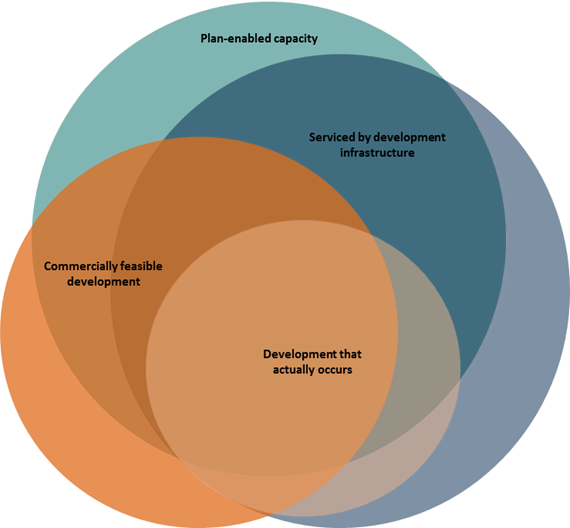 Plan-enabled capacity
Serviced by development
infrastructure
Commercially feasible
development
Development that
actually occurs